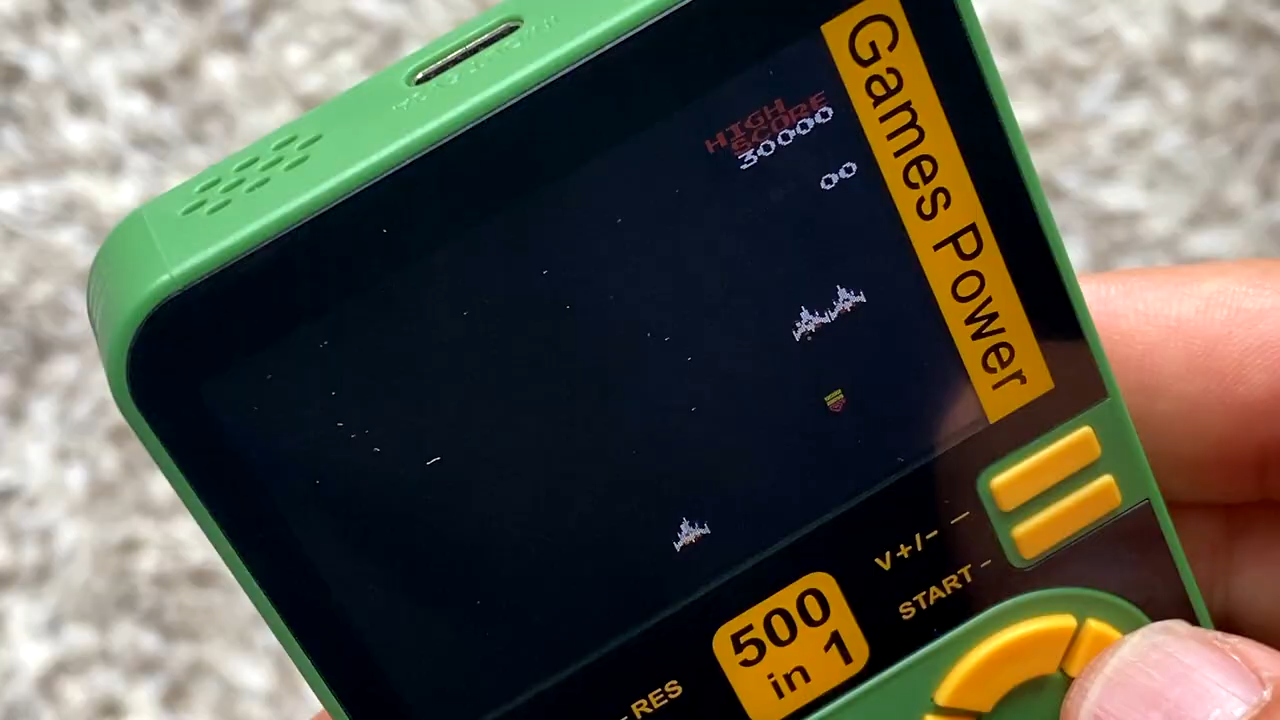 HIGH
SCORE
30000
00
Games Power
V+/-
START
500
in 1
RES